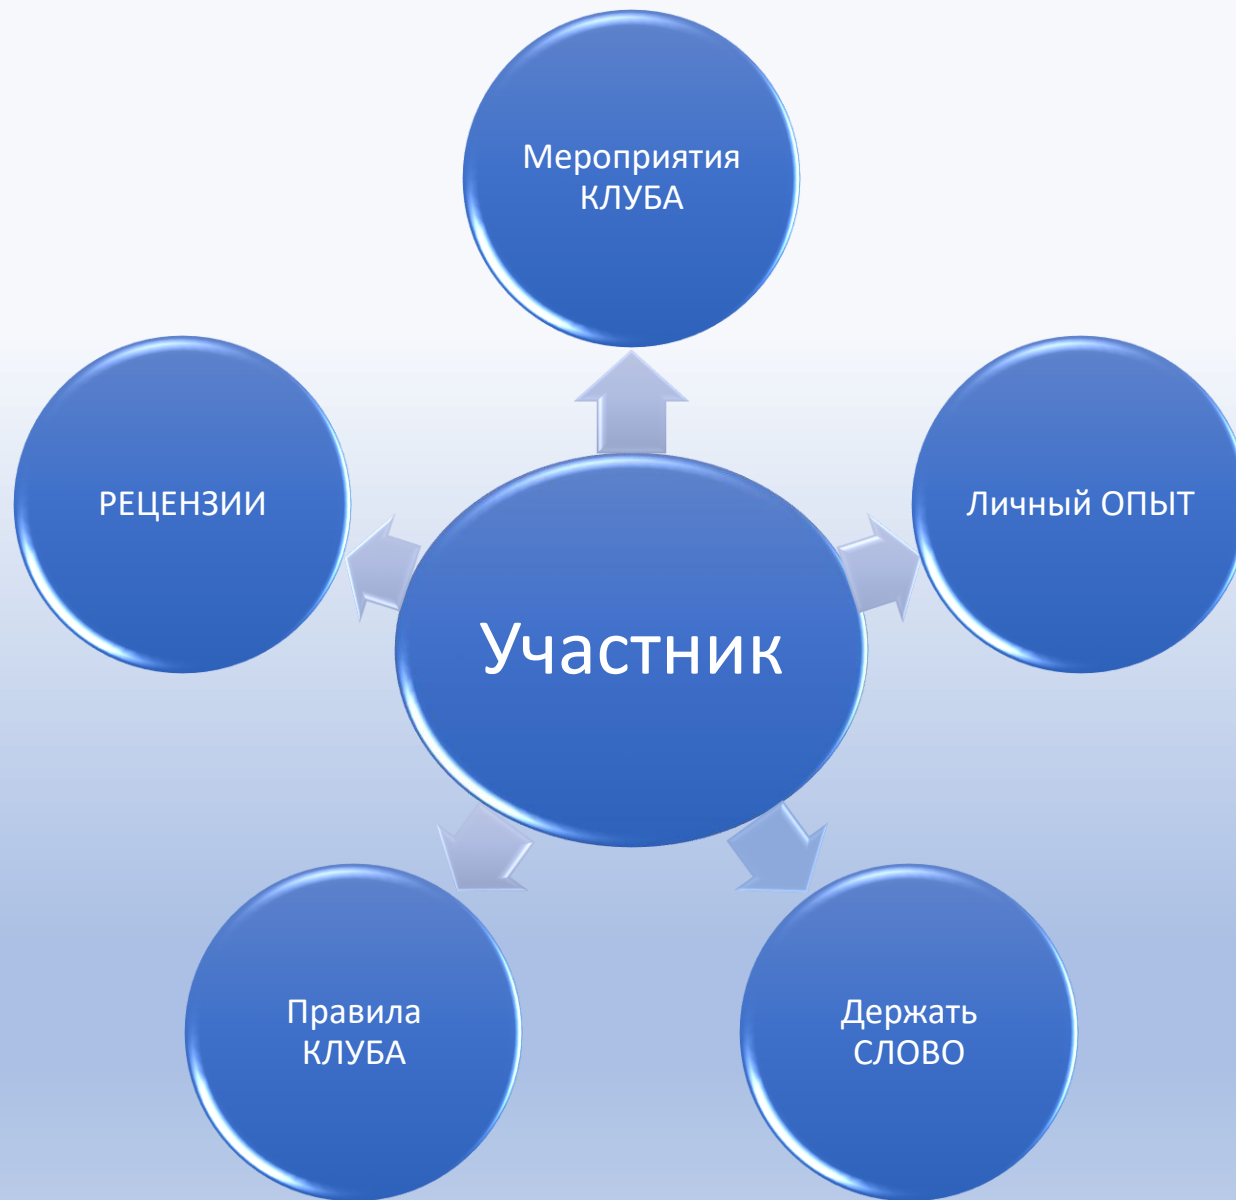 Мероприятия
КЛУБА
РЕЦЕНЗИИ
Личный ОПЫТ
Участник
Правила
КЛУБА
Держать
СЛОВО